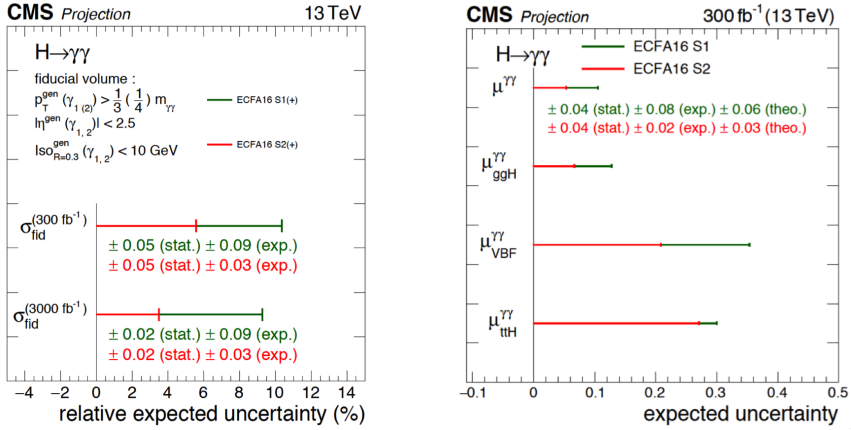 CMS Projection 13 TeV
H→γγ
fiducial volume :
p_T^gen (γ_1 (2)) > 1/3 (1/4) m_γγ
|η^gen (γ_1, 2)| < 2.5
Iso_R=0.3^gen (γ_1, 2) < 10 GeV
ECFA16 S1(+)
ECFA16 S2(+)
σ_fid^(300 fb^-1)
± 0.05 (stat.) ± 0.09 (exp.)
± 0.05 (stat.) ± 0.03 (exp.)
σ_fid^(3000 fb^-1)
± 0.02 (stat.) ± 0.09 (exp.)
± 0.02 (stat.) ± 0.03 (exp.)
−4 −2 0 2 4 6 8 10 12 14
relative expected uncertainty (%)
CMS Projection 300 fb^-1 (13 TeV)
H→γγ
ECFA16 S1
ECFA16 S2
μ^γγ
± 0.04 (stat.) ± 0.08 (exp.) ± 0.06 (theo.)
± 0.04 (stat.) ± 0.02 (exp.) ± 0.03 (theo.)
μ_ggH^γγ
μ_VBF^γγ
μ_ttH^γγ
−0.1 0 0.1 0.2 0.3 0.4 0.5
expected uncertainty